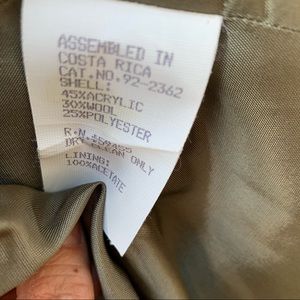 ASSEMBLED IN
COSTA RICA
CAT.NO.92-2362
SHELL:
45%ACRYLIC
30%WOOL
25%POLYESTER
R.N.#59455
DRY CLEAN ONLY
LINING:
100%ACETATE